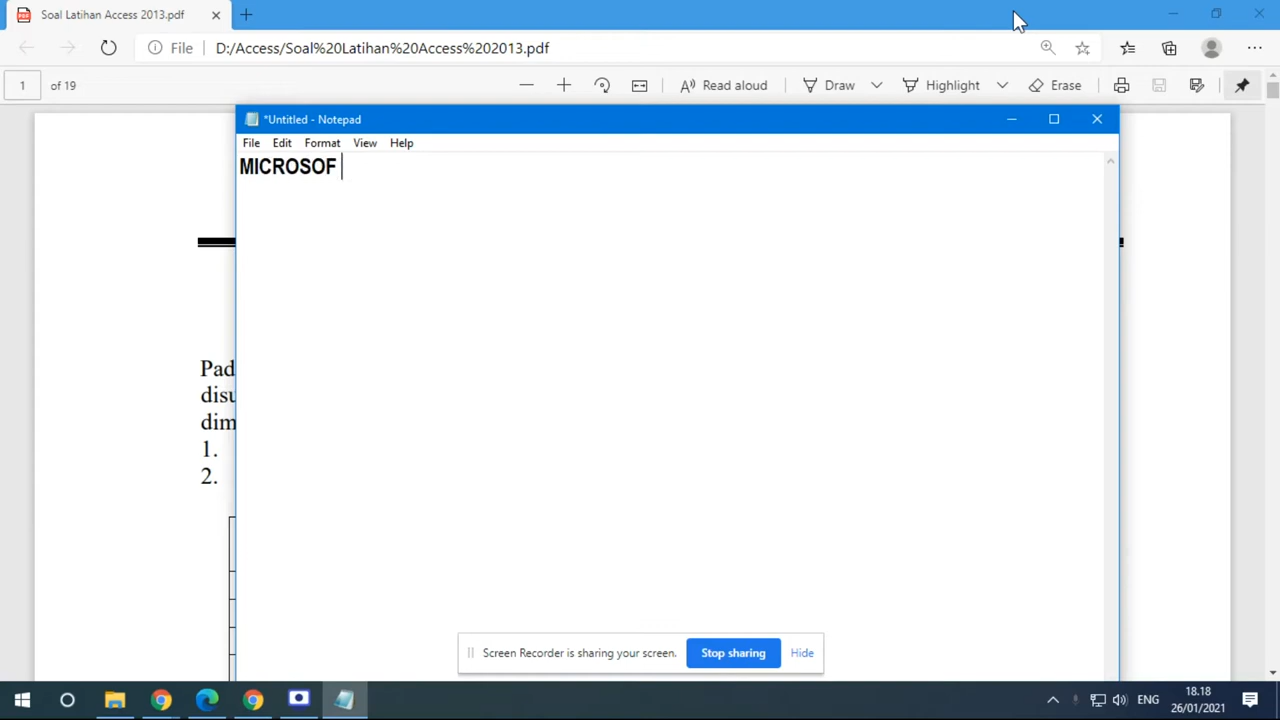 Soal Latihan Access 2013.pdf
File D:/Access/Soal%20Latihan%20Access%202013.pdf
1 of 19 Read aloud Draw Highlight Erase
*Untitled - Notepad
File Edit Format View Help
MICROSOF
Pad
disu
dim
1.
2.
Screen Recorder is sharing your screen. Stop sharing Hide
ENG 18.18
26/01/2021